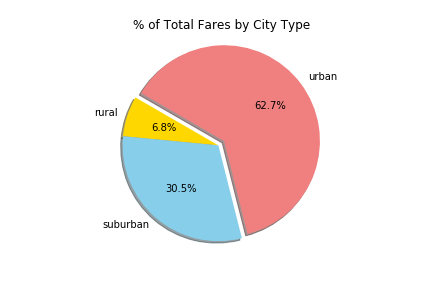 % of Total Fares by City Type
urban
62.7%
rural
6.8%
30.5%
suburban